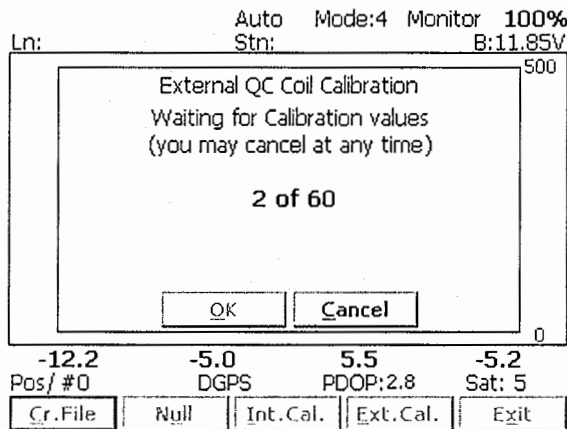 Auto Mode:4 Monitor 100%
Ln: Stn: B:11.85V
500
External QC Coil Calibration
Waiting for Calibration values
(you may cancel at any time)
2 of 60
OK Cancel
0
-12.2 -5.0 5.5 -5.2
Pos/ #0 DGPS PDOP:2.8 Sat: 5
Cr.File Null Int.Cal. Ext.Cal. Exit